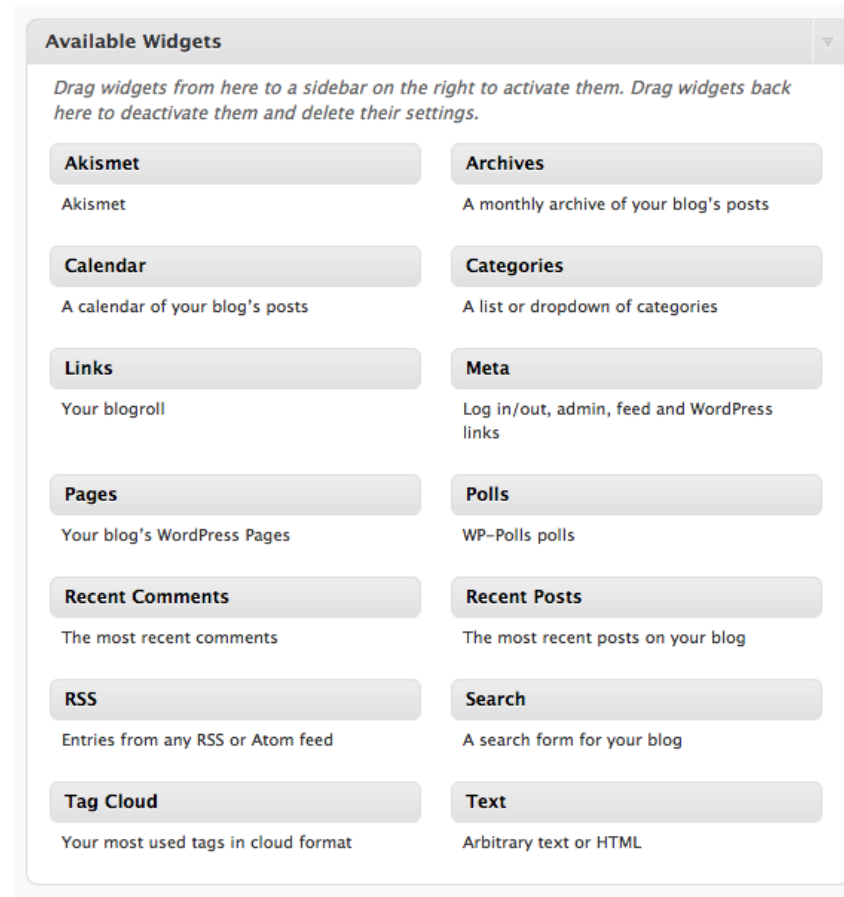 Available Widgets
Drag widgets from here to a sidebar on the right to activate them. Drag widgets back
here to deactivate them and delete their settings.
Akismet
Archives
Akismet
A monthly archive of your blog's posts
Calendar
Categories
A calendar of your blog's posts
A list or dropdown of categories
Links
Meta
Your blogroll
Log in/out, admin, feed and WordPress
links
Pages
Polls
Your blog's WordPress Pages
WP-Polls polls
Recent Comments
Recent Posts
The most recent comments
The most recent posts on your blog
RSS
Search
Entries from any RSS or Atom feed
A search form for your blog
Tag Cloud
Text
Your most used tags in cloud format
Arbitrary text or HTML